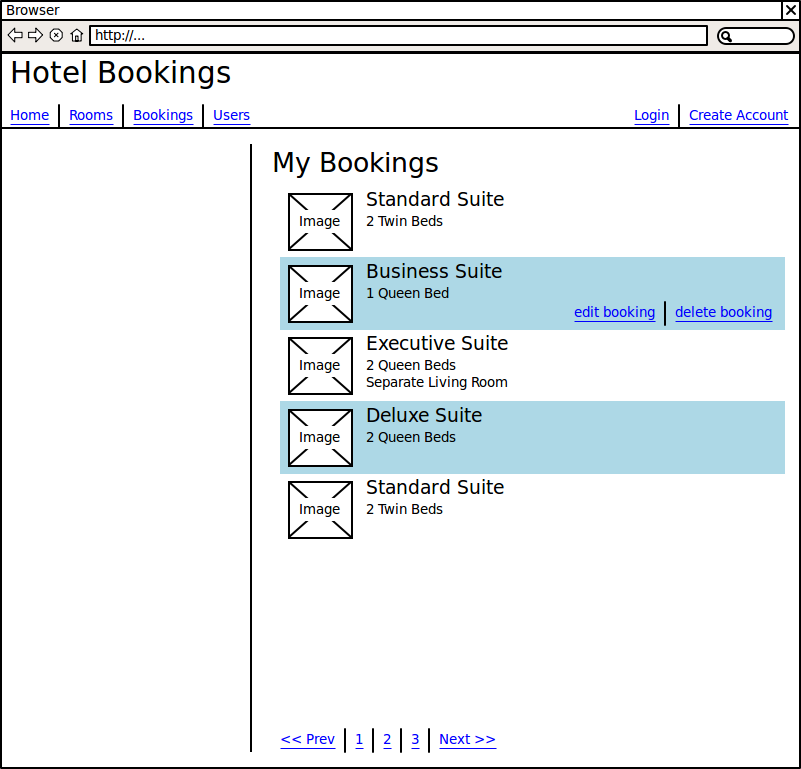 Browser
http://...
Hotel Bookings
Home Rooms Bookings Users Login Create Account
My Bookings
Image
Standard Suite
2 Twin Beds
Image
Business Suite
1 Queen Bed
edit booking delete booking
Image
Executive Suite
2 Queen Beds
Separate Living Room
Image
Deluxe Suite
2 Queen Beds
Image
Standard Suite
2 Twin Beds
<< Prev 1 2 3 Next >>